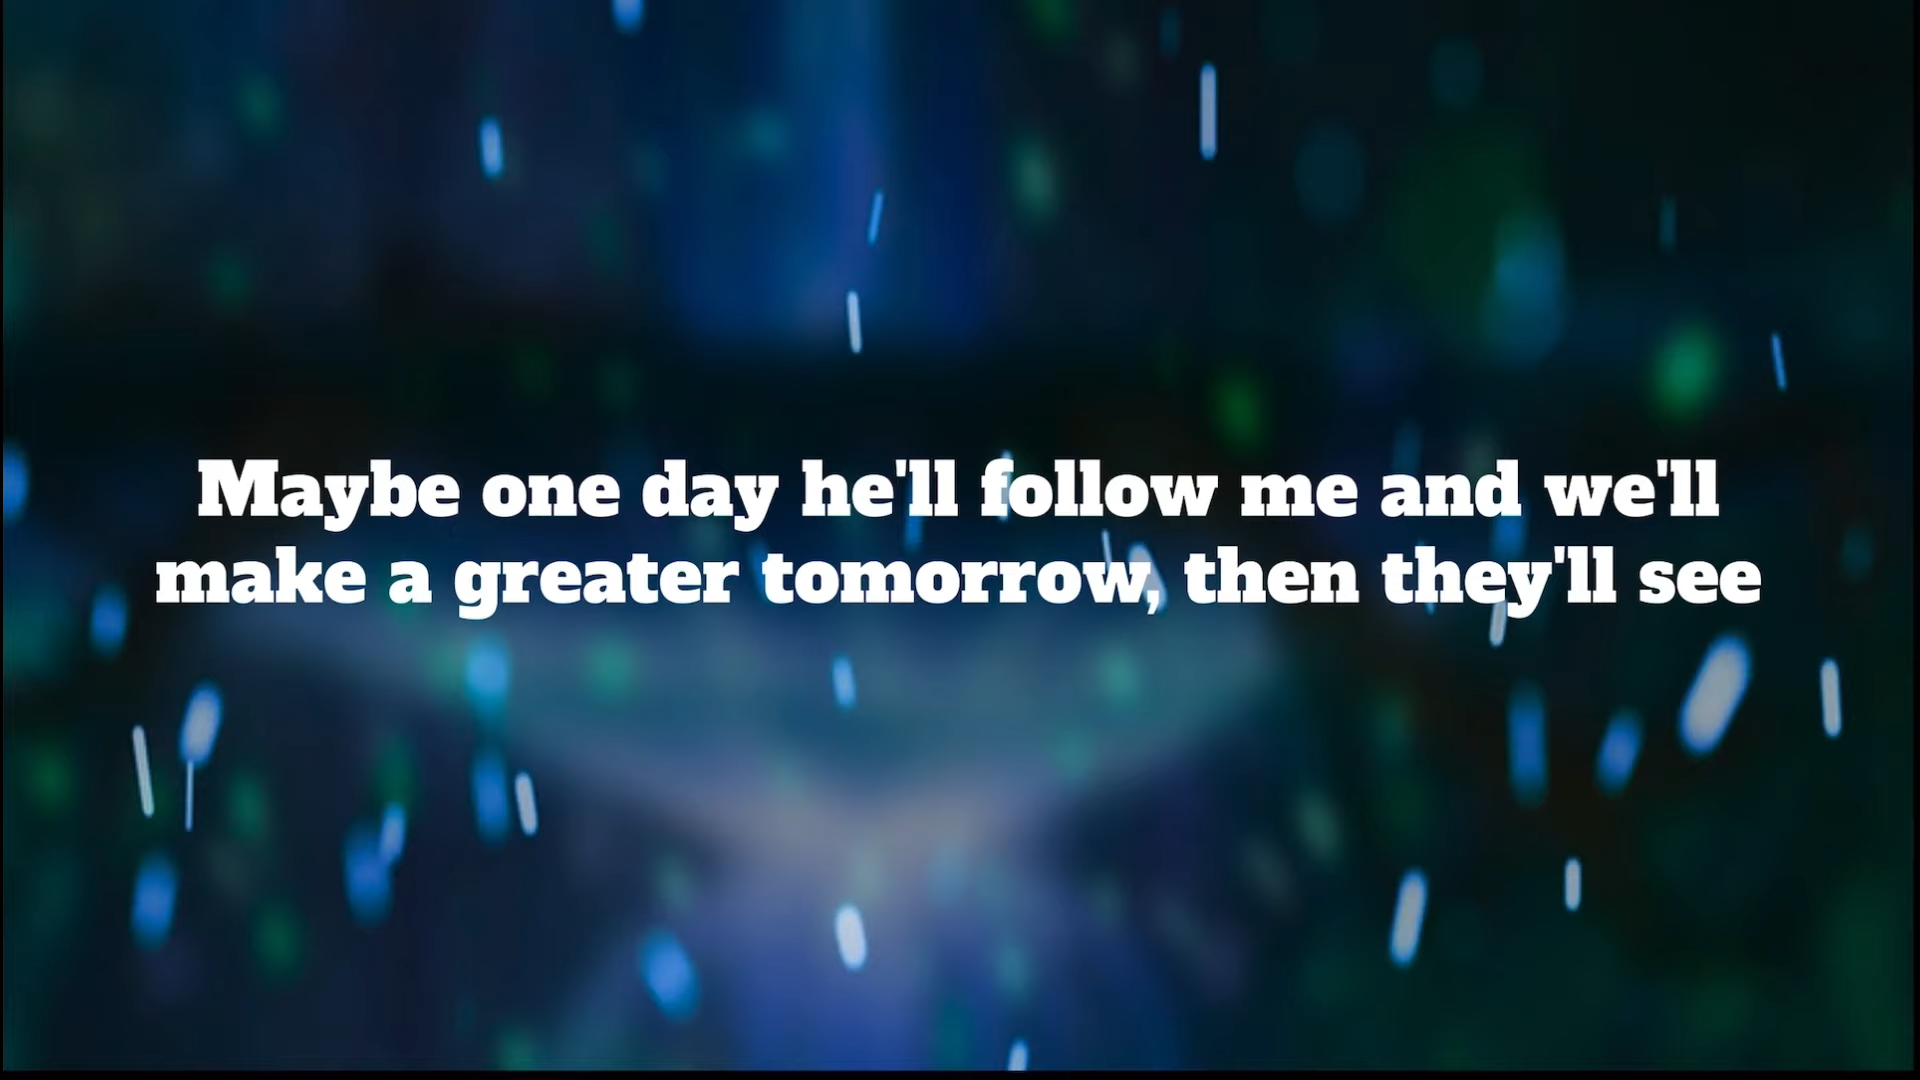 Maybe one day he'll follow me and we'll
make a greater tomorrow, then they'll see